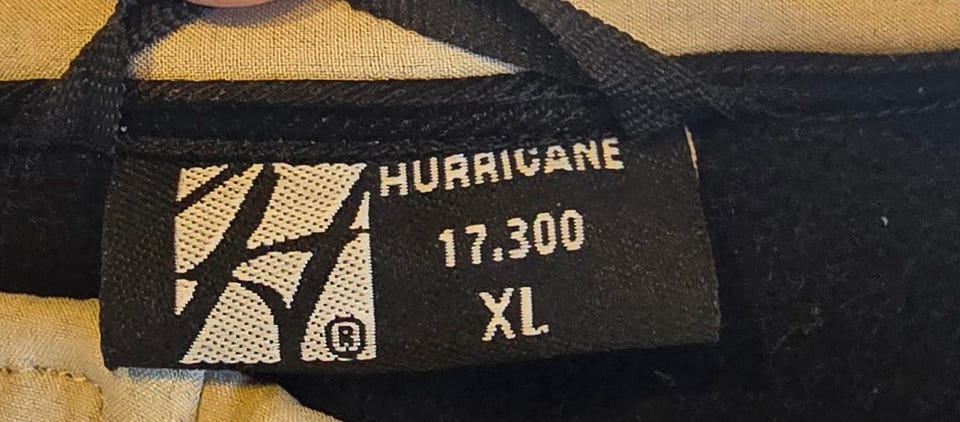 HURRICANE
17.300
XL
®